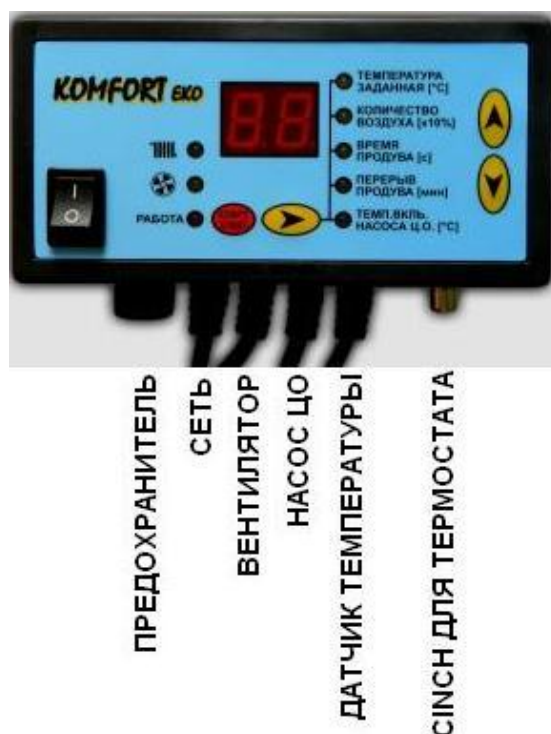 KOMFORT EKO
88
ТЕМПЕРАТУРА
ЗАДАННАЯ [°C]
КОЛИЧЕСТВО
ВОЗДУХА [x10%]
ВРЕМЯ
ПРОДУВА [с]
ПЕРЕРЫВ
ПРОДУВА [мин]
ТЕМП.ВКЛЬ.
НАСОСА Ц.О. [°C]
РАБОТА
I
O
ПРЕДОХРАНИТЕЛЬ
СЕТЬ
ВЕНТИЛЯТОР
НАСОС ЦО
ДАТЧИК ТЕМПЕРАТУРЫ
CINCH ДЛЯ ТЕРМОСТАТА